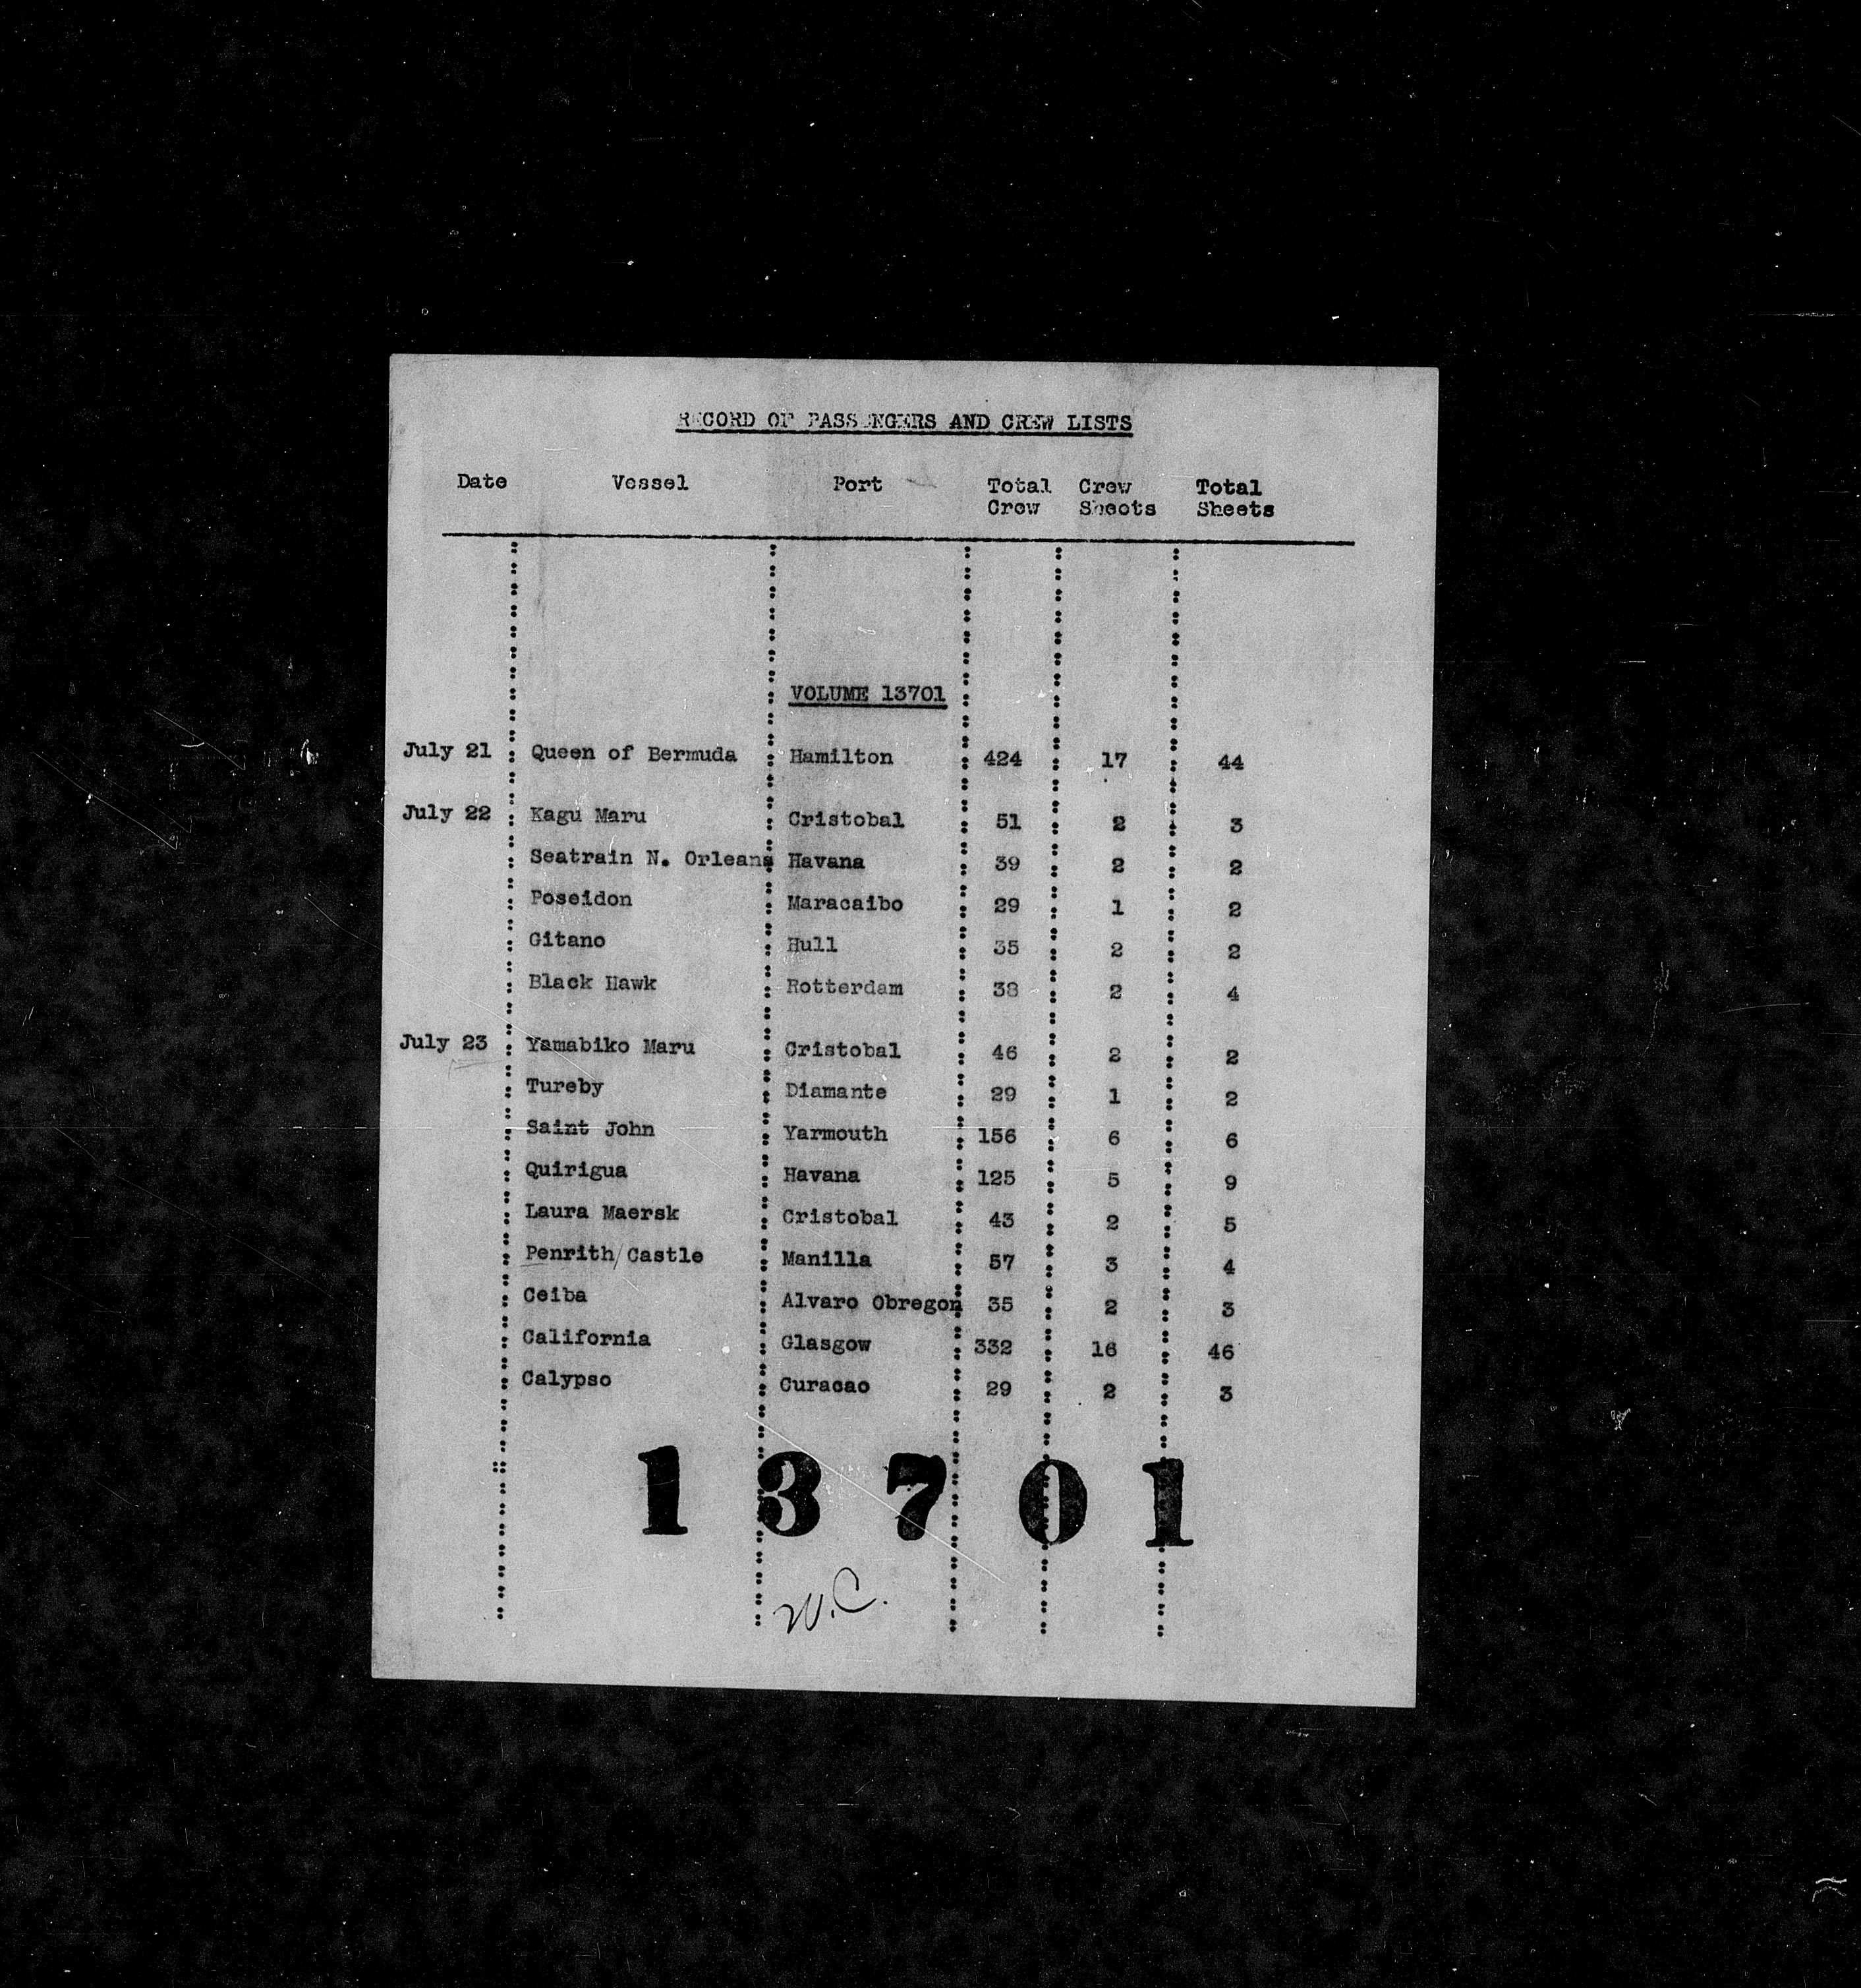 RECORD OF PASSENGERS AND CREW LISTS
Date Vessel Port Total Crew Crew Sheets Total Sheets
VOLUME 13701
July 21 Queen of Bermuda Hamilton 424 17 44
July 22 Kagu Maru Cristobal 51 2 3
Seatrain N. Orleans Havana 39 2 2
Poseidon Maracaibo 29 1 2
Gitano Hull 35 2 2
Black Hawk Rotterdam 38 2 4
July 23 Yamabiko Maru Cristobal 46 2 2
Tureby Diamante 29 1 2
Saint John Yarmouth 156 6 6
Quirigua Havana 125 5 9
Laura Maersk Cristobal 43 2 5
Penrith/Castle Manilla 57 3 4
Ceiba Alvaro Obregon 35 2 3
California Glasgow 332 16 46
Calypso Curacao 29 2 3
1 3 7 0 1
W.C.